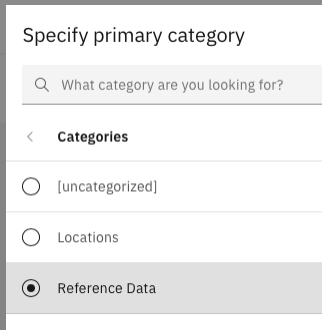 Specify primary category
What category are you looking for?
Categories
[uncategorized]
Locations
Reference Data